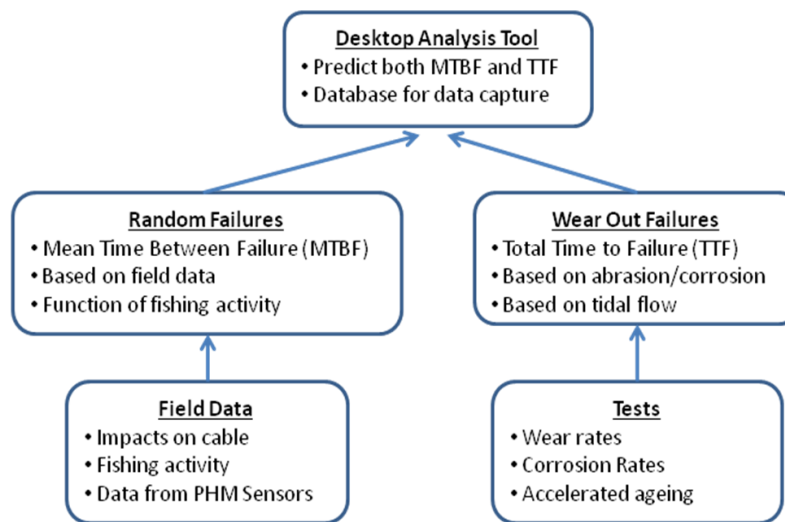 Desktop Analysis Tool
• Predict both MTBF and TTF
• Database for data capture
Random Failures
• Mean Time Between Failure (MTBF)
• Based on field data
• Function of fishing activity
Wear Out Failures
• Total Time to Failure (TTF)
• Based on abrasion/corrosion
• Based on tidal flow
Field Data
• Impacts on cable
• Fishing activity
• Data from PHM Sensors
Tests
• Wear rates
• Corrosion Rates
• Accelerated ageing